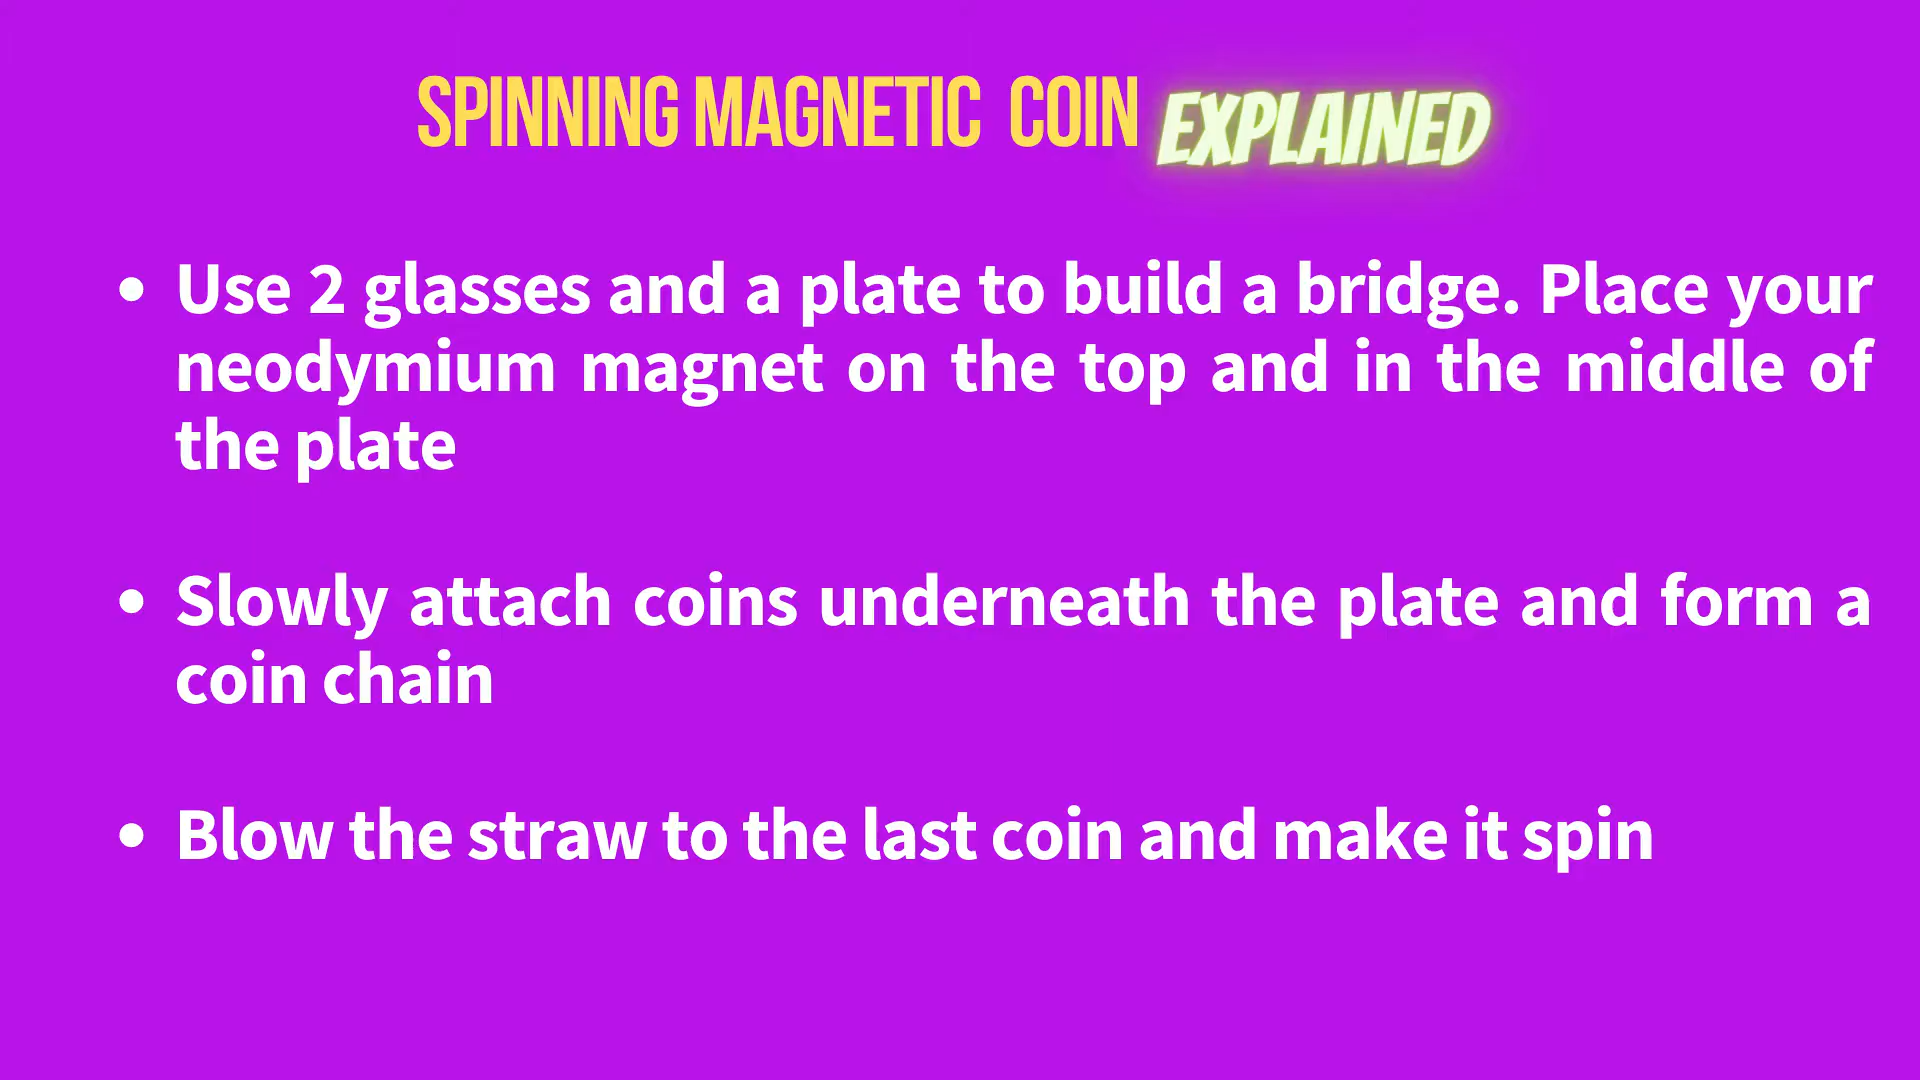 SPINNING MAGNETIC COIN EXPLAINED
• Use 2 glasses and a plate to build a bridge. Place your
neodymium magnet on the top and in the middle of
the plate
• Slowly attach coins underneath the plate and form a
coin chain
• Blow the straw to the last coin and make it spin